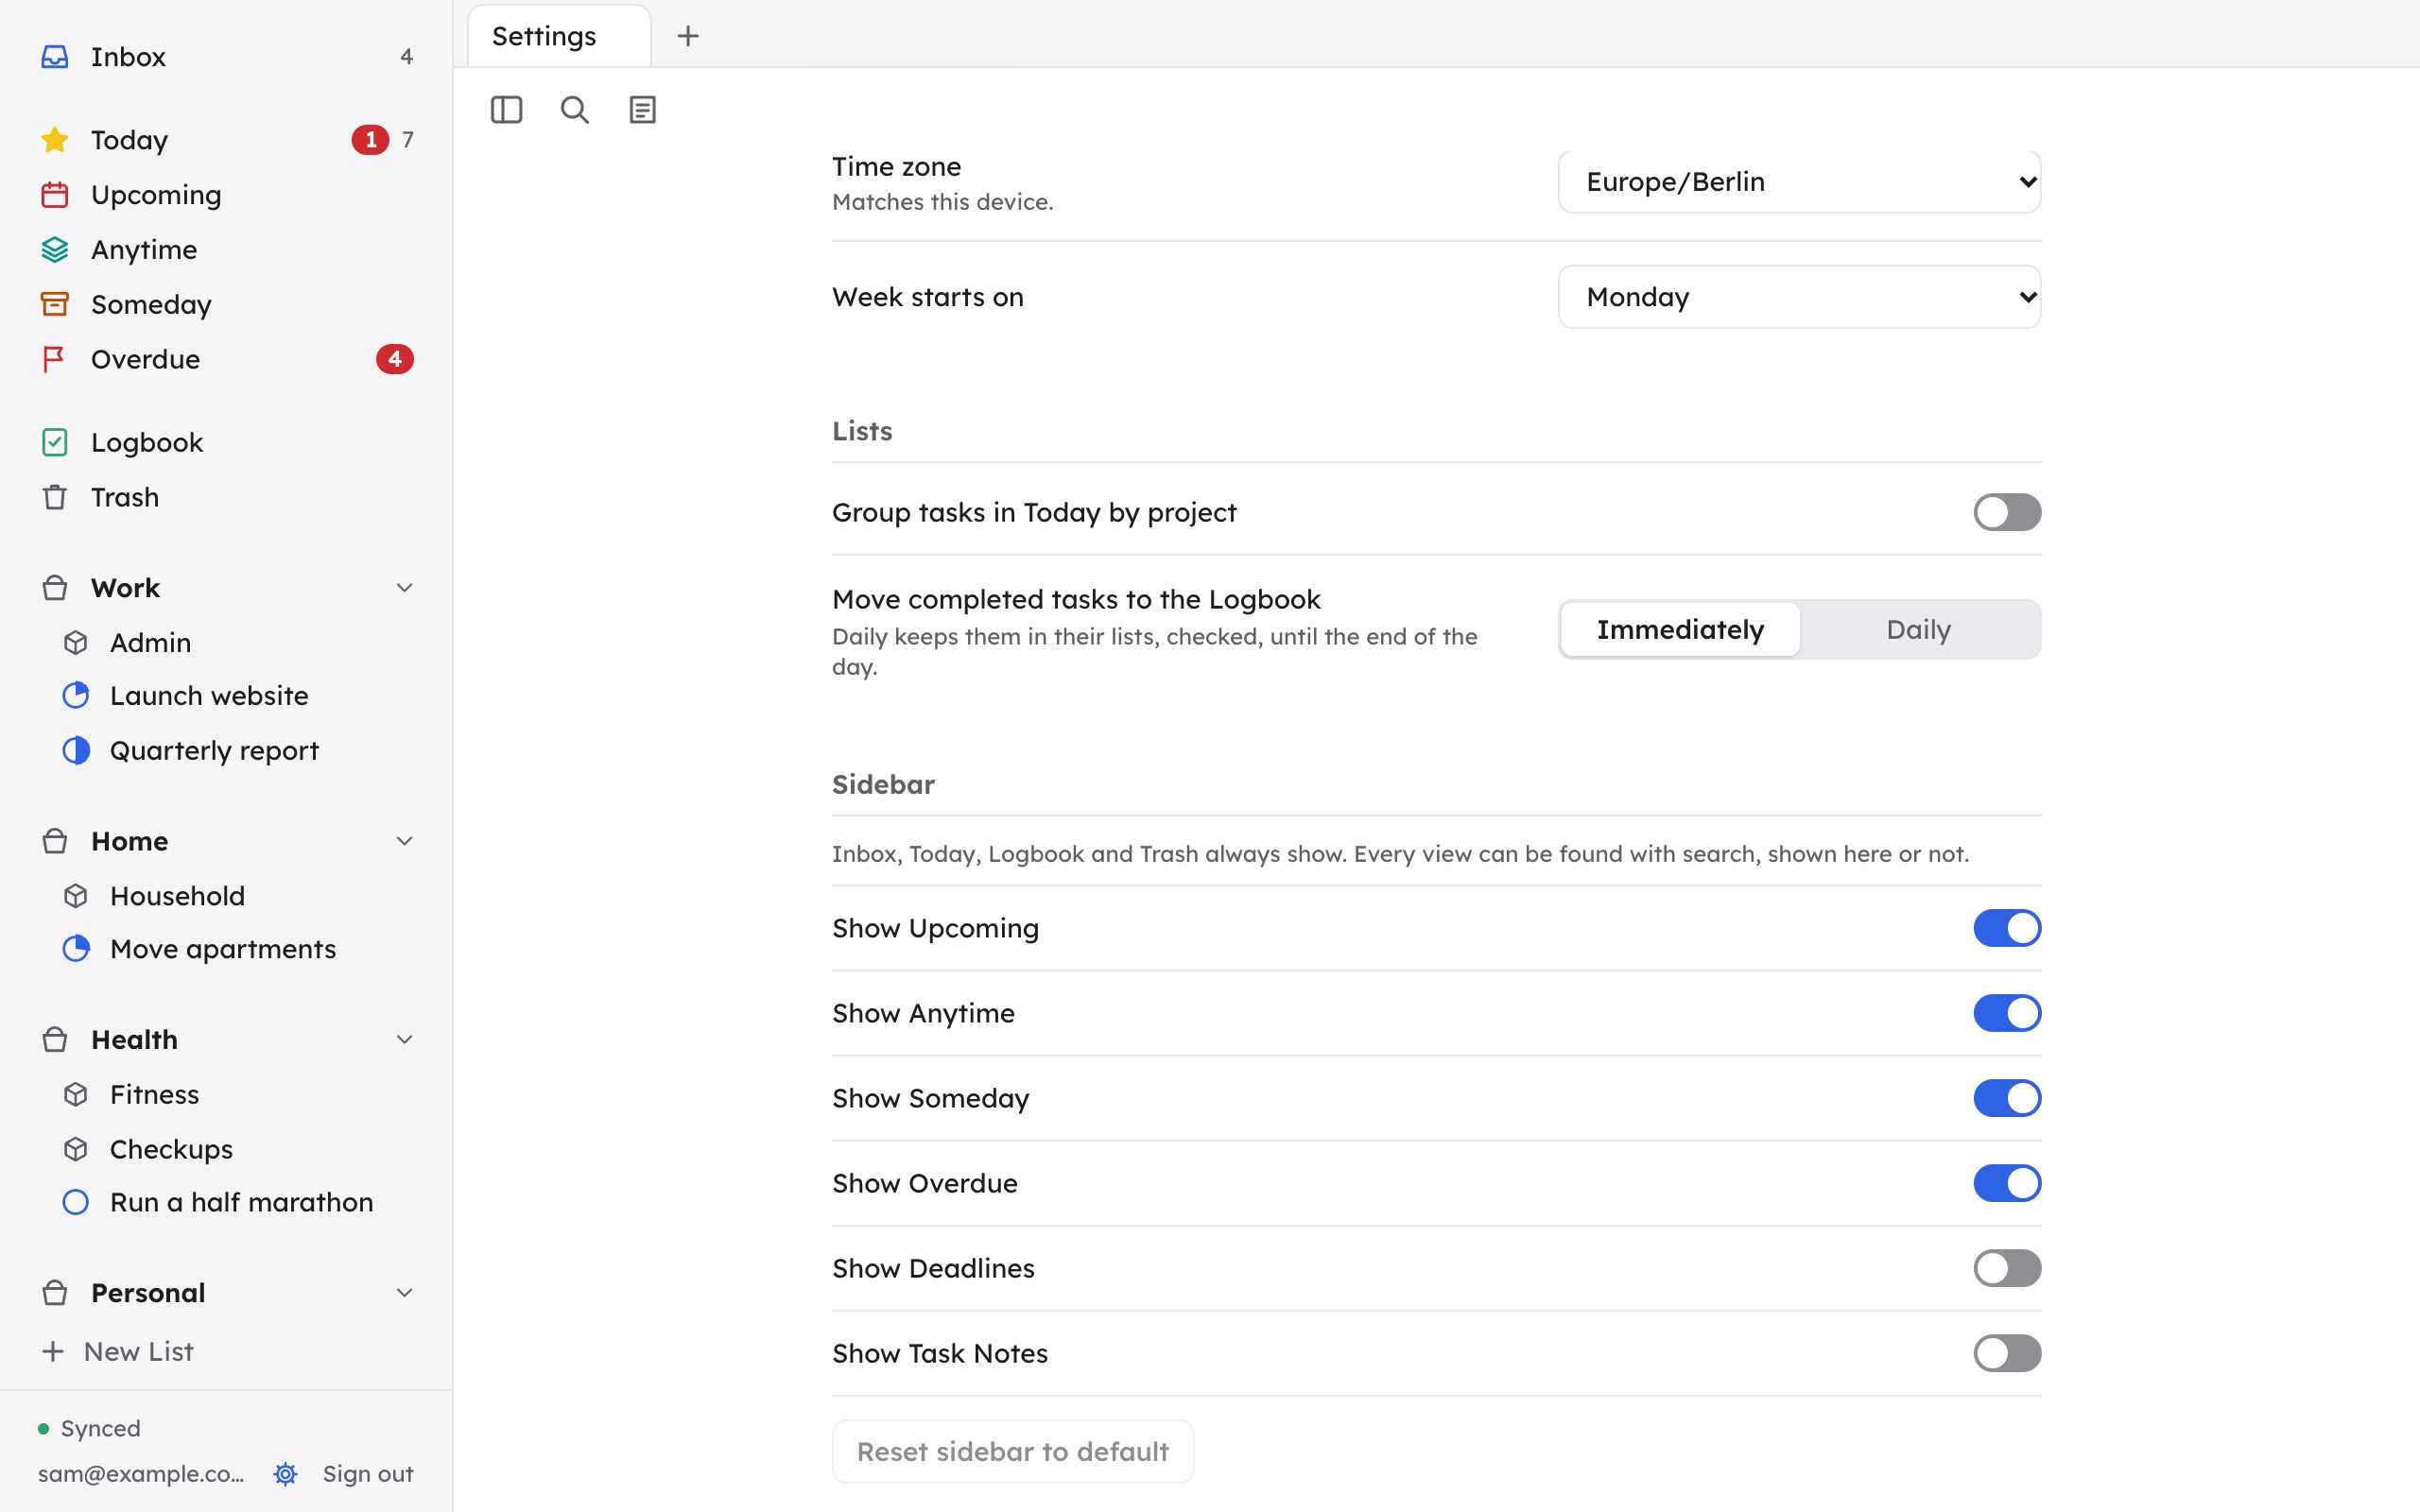 Inbox 4
Today 1 7
Upcoming
Anytime
Someday
Overdue 4
Logbook
Trash
Work
Admin
Launch website
Quarterly report
Home
Household
Move apartments
Health
Fitness
Checkups
Run a half marathon
Personal
New List
Synced
sam@example.co...
Sign out
Settings
Time zone
Matches this device.
Europe/Berlin
Week starts on
Monday
Lists
Group tasks in Today by project
Move completed tasks to the Logbook
Daily keeps them in their lists, checked, until the end of the
day.
Immediately
Daily
Sidebar
Inbox, Today, Logbook and Trash always show. Every view can be found with search, shown here or not.
Show Upcoming
Show Anytime
Show Someday
Show Overdue
Show Deadlines
Show Task Notes
Reset sidebar to default